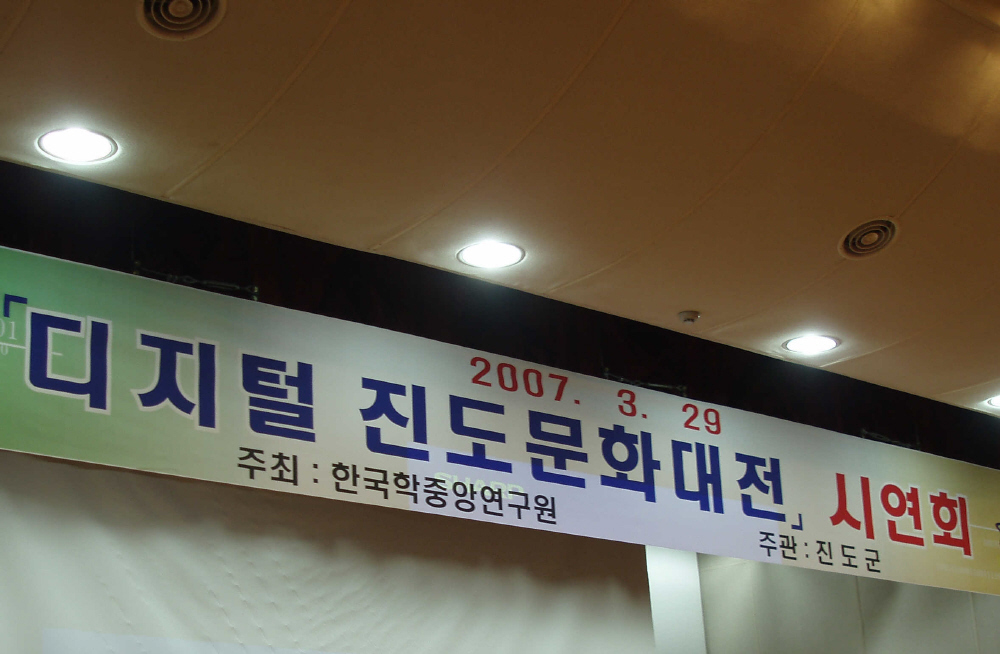 2007. 3. 29
「디지털 진도문화대전」 시연회
주최 : 한국학중앙연구원
주관 : 진도군